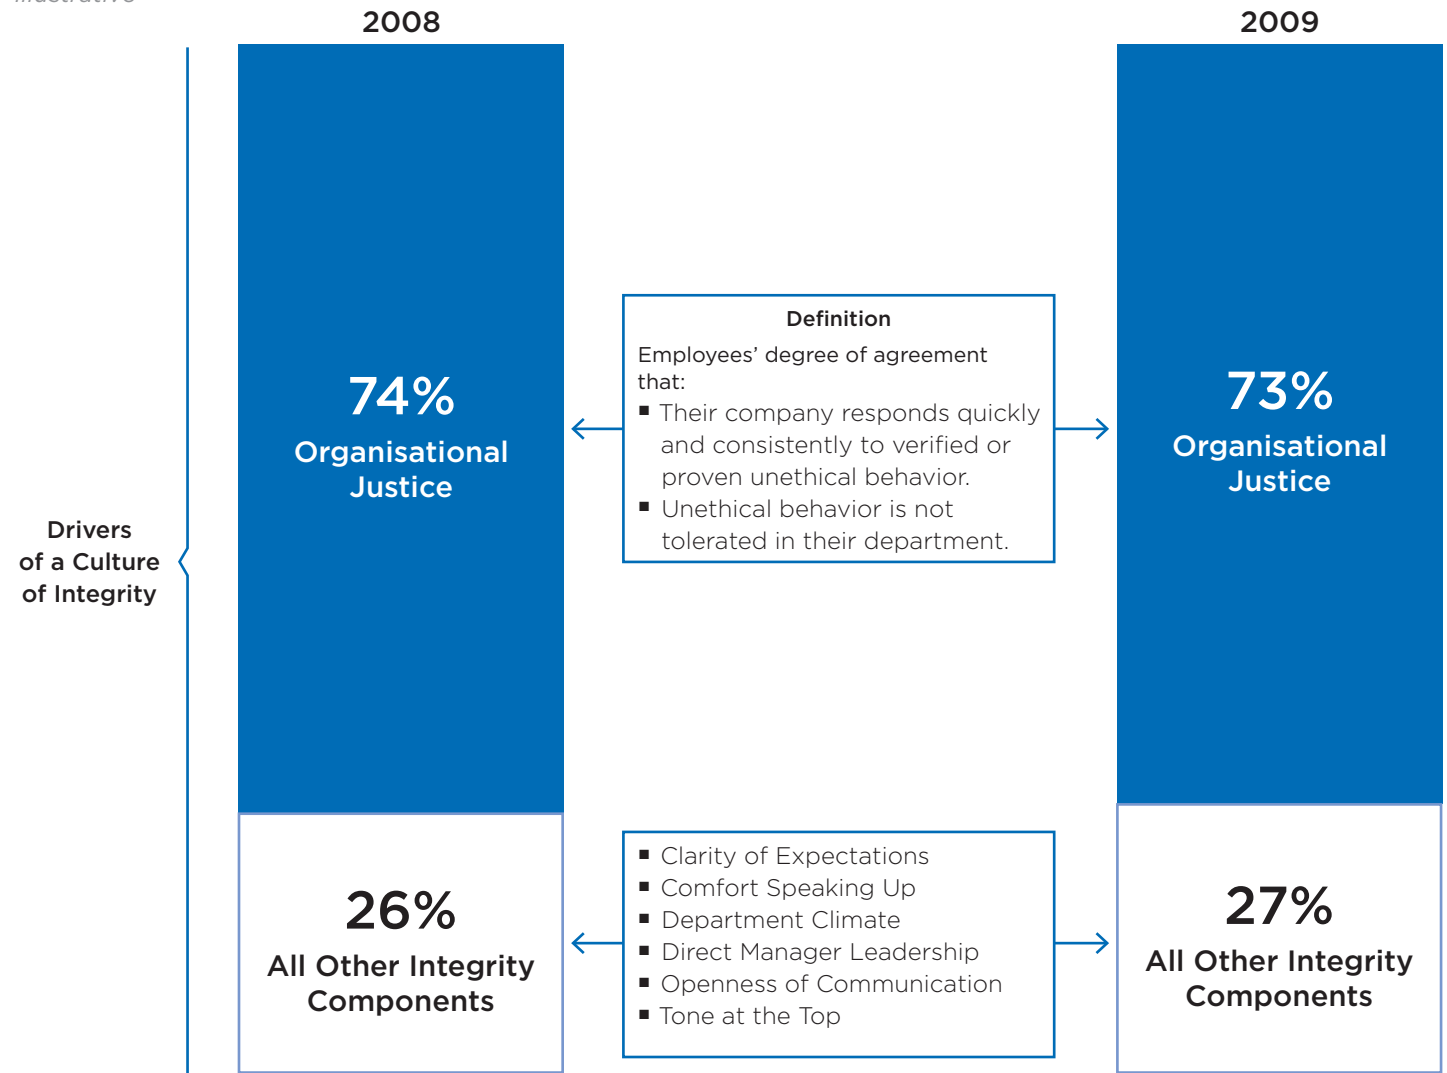 2008
2009
Definition
Employees’ degree of agreement
that:
▪ Their company responds quickly
and consistently to verified or
proven unethical behavior.
▪ Unethical behavior is not
tolerated in their department.
74%
Organisational
Justice
73%
Organisational
Justice
Drivers
of a Culture
of Integrity
▪ Clarity of Expectations
▪ Comfort Speaking Up
▪ Department Climate
▪ Direct Manager Leadership
▪ Openness of Communication
▪ Tone at the Top
26%
All Other Integrity
Components
27%
All Other Integrity
Components